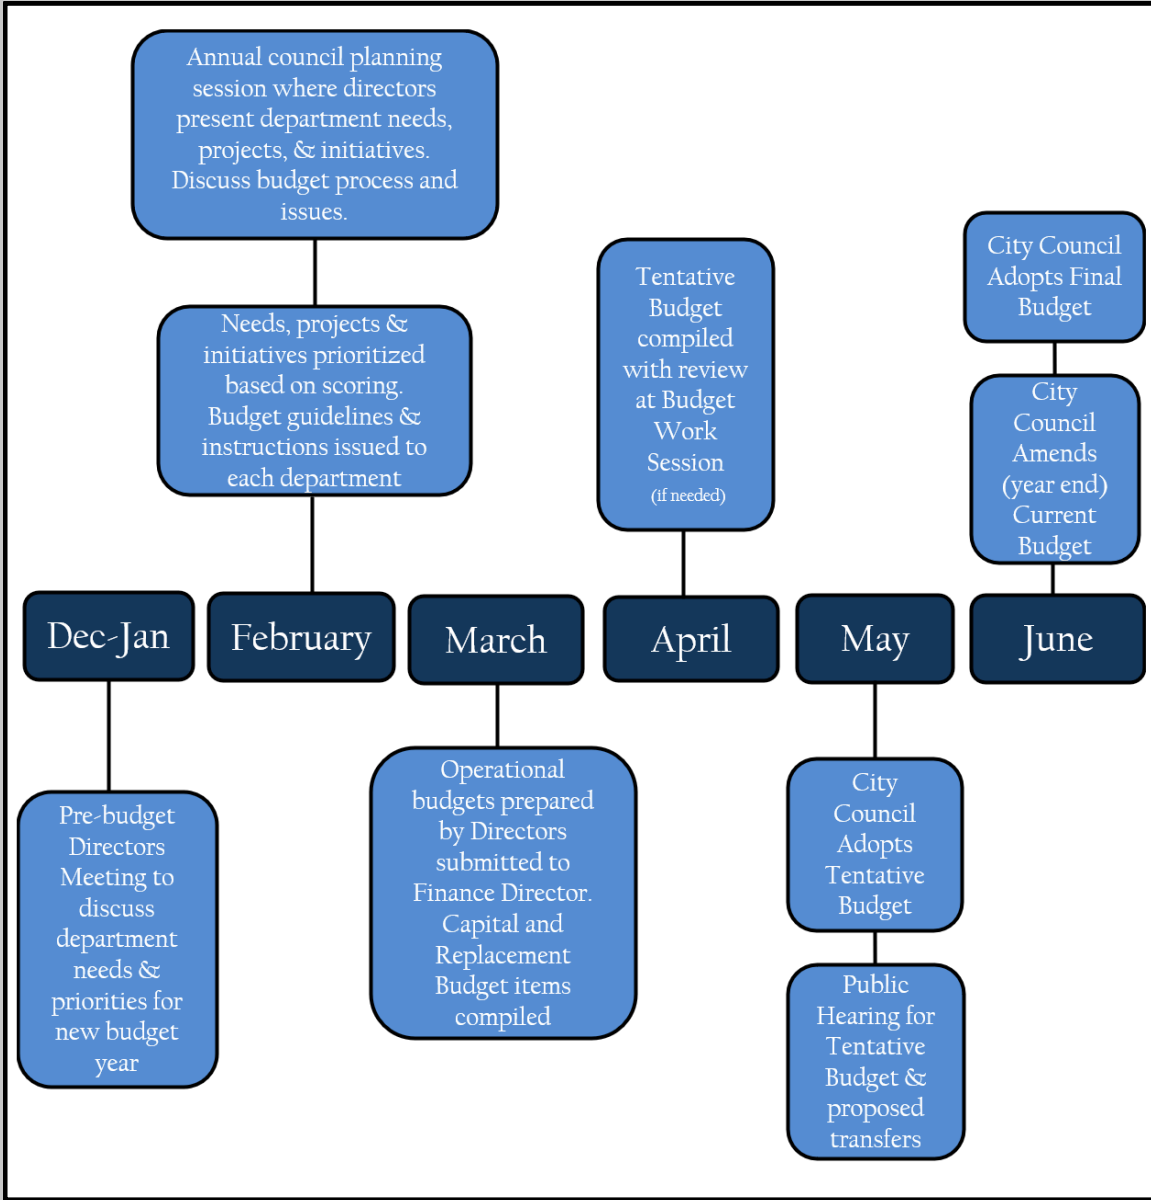 Annual council planning
session where directors
present department needs,
projects, & initiatives.
Discuss budget process and
issues.
Needs, projects &
initiatives prioritized
based on scoring.
Budget guidelines &
instructions issued to
each department
Tentative
Budget
compiled
with review
at Budget
Work
Session
(if needed)
City Council
Adopts Final
Budget
City
Council
Amends
(year end)
Current
Budget
Dec-Jan
February
March
April
May
June
Pre-budget
Directors
Meeting to
discuss
department
needs &
priorities for
new budget
year
Operational
budgets prepared
by Directors
submitted to
Finance Director.
Capital and
Replacement
Budget items
compiled
City
Council
Adopts
Tentative
Budget
Public
Hearing for
Tentative
Budget &
proposed
transfers